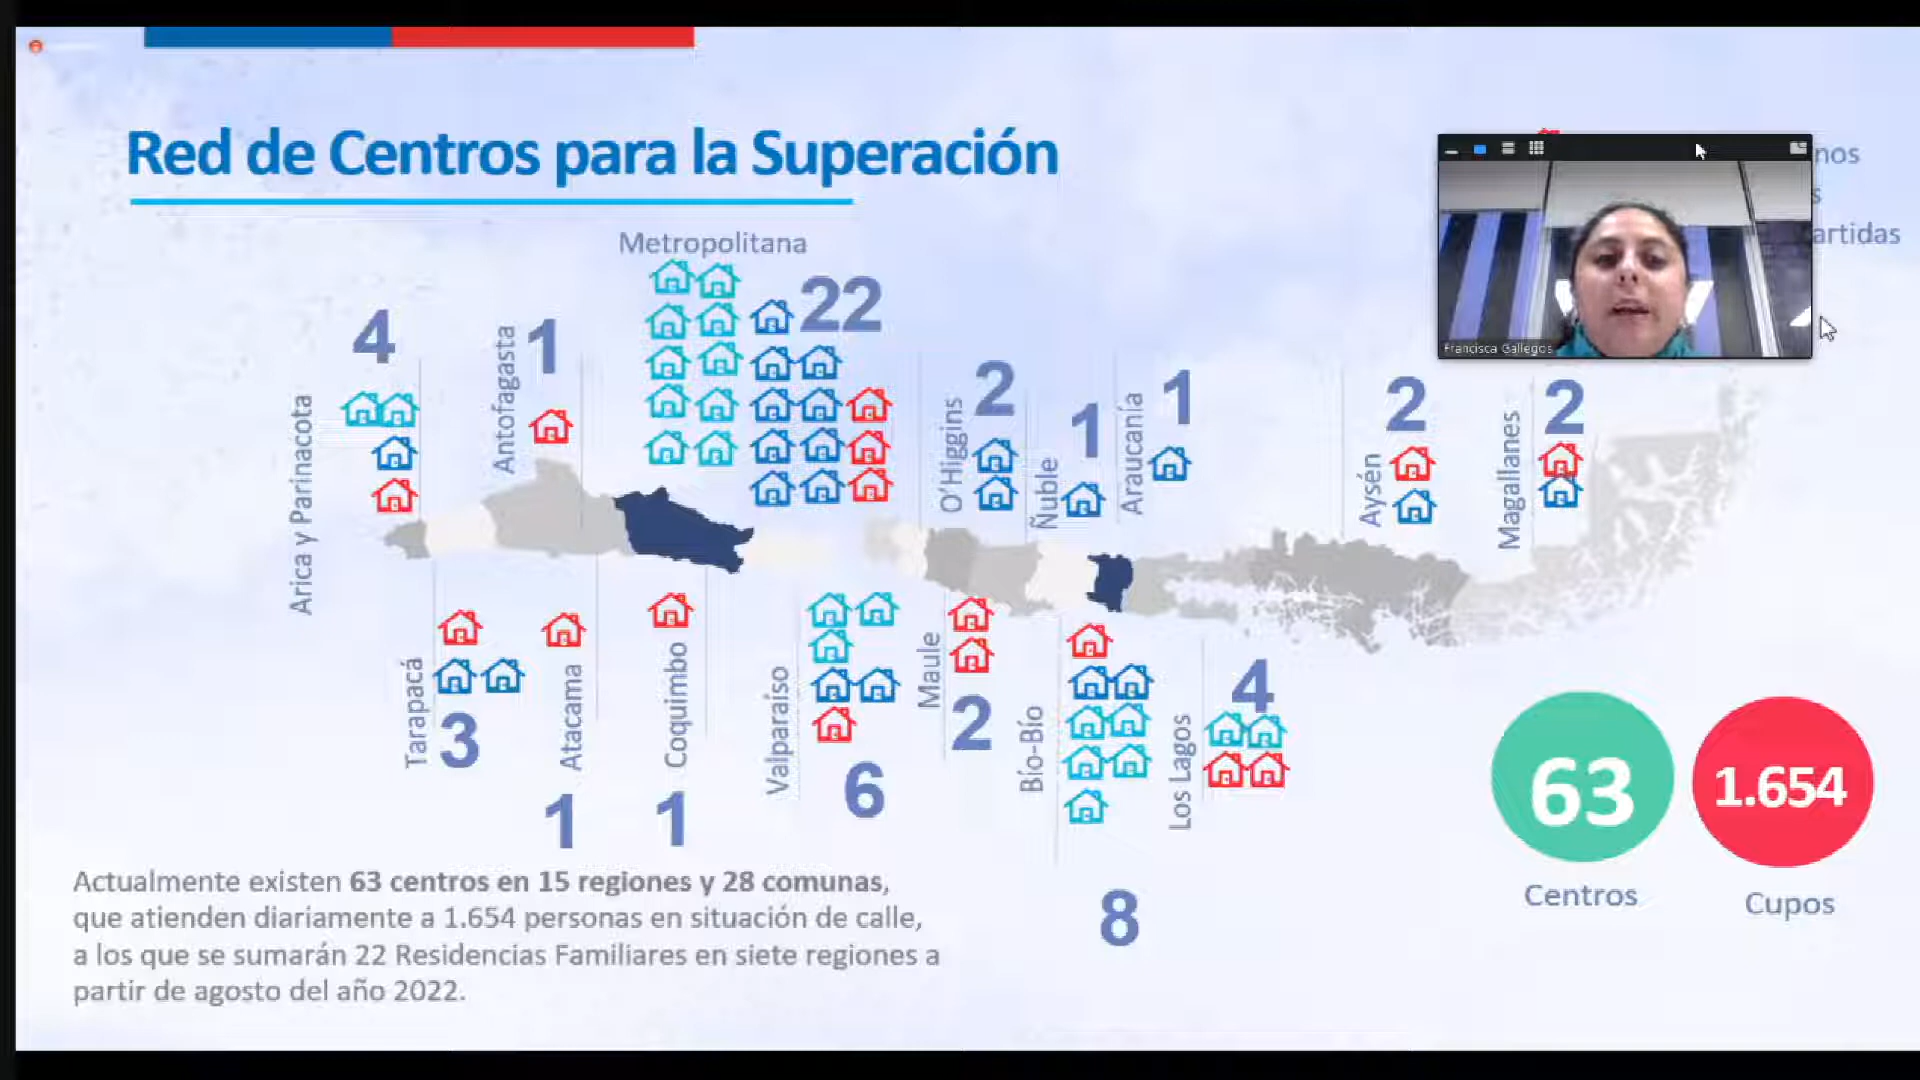 Red de Centros para la Superación
nos
s
artidas
Francisca Gallegos
Metropolitana
22
4
Arica y Parinacota
Antofagasta
1
O'Higgins
2
Ñuble
1
Araucanía
1
Aysén
2
Magallanes
2
Tarapacá
3
Atacama
1
Coquimbo
1
Valparaíso
6
Maule
2
Bío-Bío
8
Los Lagos
4
63
Centros
1.654
Cupos
Actualmente existen 63 centros en 15 regiones y 28 comunas,
que atienden diariamente a 1.654 personas en situación de calle,
a los que se sumarán 22 Residencias Familiares en siete regiones a
partir de agosto del año 2022.